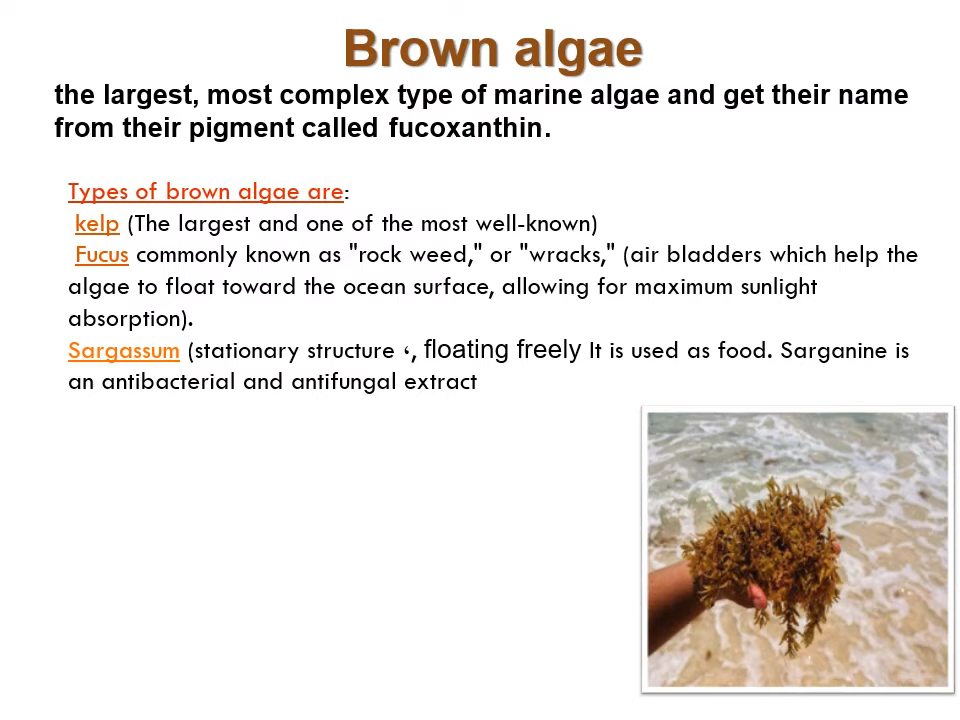 Brown algae
the largest, most complex type of marine algae and get their name
from their pigment called fucoxanthin.
Types of brown algae are:
kelp (The largest and one of the most well-known)
Fucus commonly known as "rock weed," or "wracks," (air bladders which help the
algae to float toward the ocean surface, allowing for maximum sunlight
absorption).
Sargassum (stationary structure ،, floating freely It is used as food. Sarganine is
an antibacterial and antifungal extract